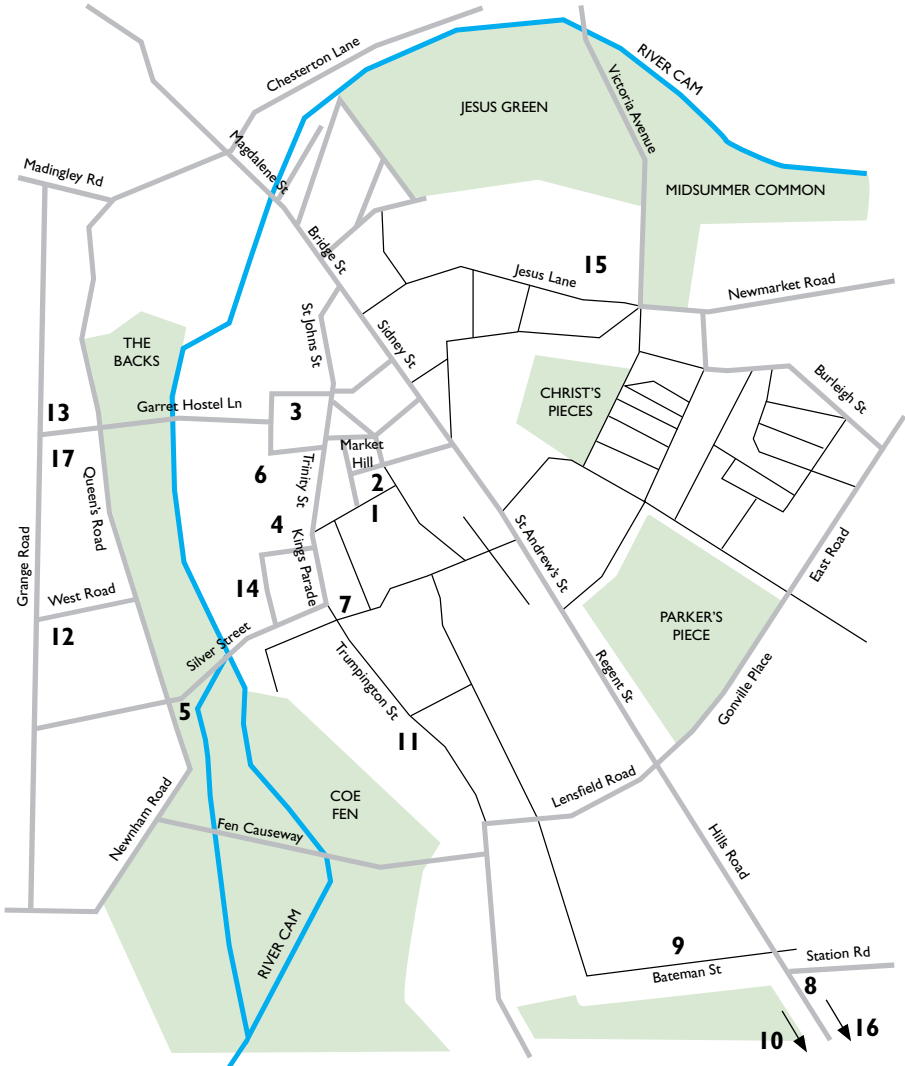 Chesterton Lane
RIVER CAM
Victoria Avenue
JESUS GREEN
Magdalene St
Madingley Rd
MIDSUMMER COMMON
Bridge St
15
Jesus Lane
Newmarket Road
St Johns St
Sidney St
THE
BACKS
Burleigh St
CHRIST'S
PIECES
13
Garret Hostel Ln
3
Market
Hill
17
6
Trinity St
2
1
Queen's Road
4
Kings Parade
St Andrew's St
East Road
Grange Road
West Road
14
7
12
PARKER'S
PIECE
Silver Street
Trumpington St
Regent St
Gonville Place
5
11
Lensfield Road
COE
FEN
Newnham Road
Fen Causeway
Hills Road
RIVER CAM
9
Bateman St
Station Rd
8
10
16